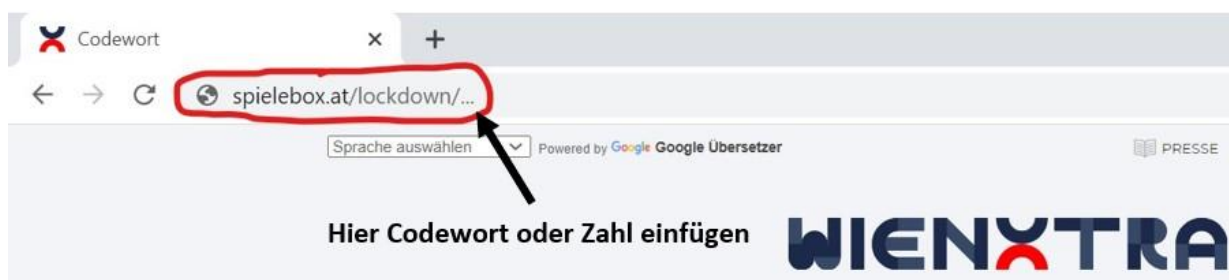 Codewort
spielebox.at/lockdown/...
Sprache auswählen Powered by Google Google Übersetzer
PRESSE
Hier Codewort oder Zahl einfügen
WIENXTRA